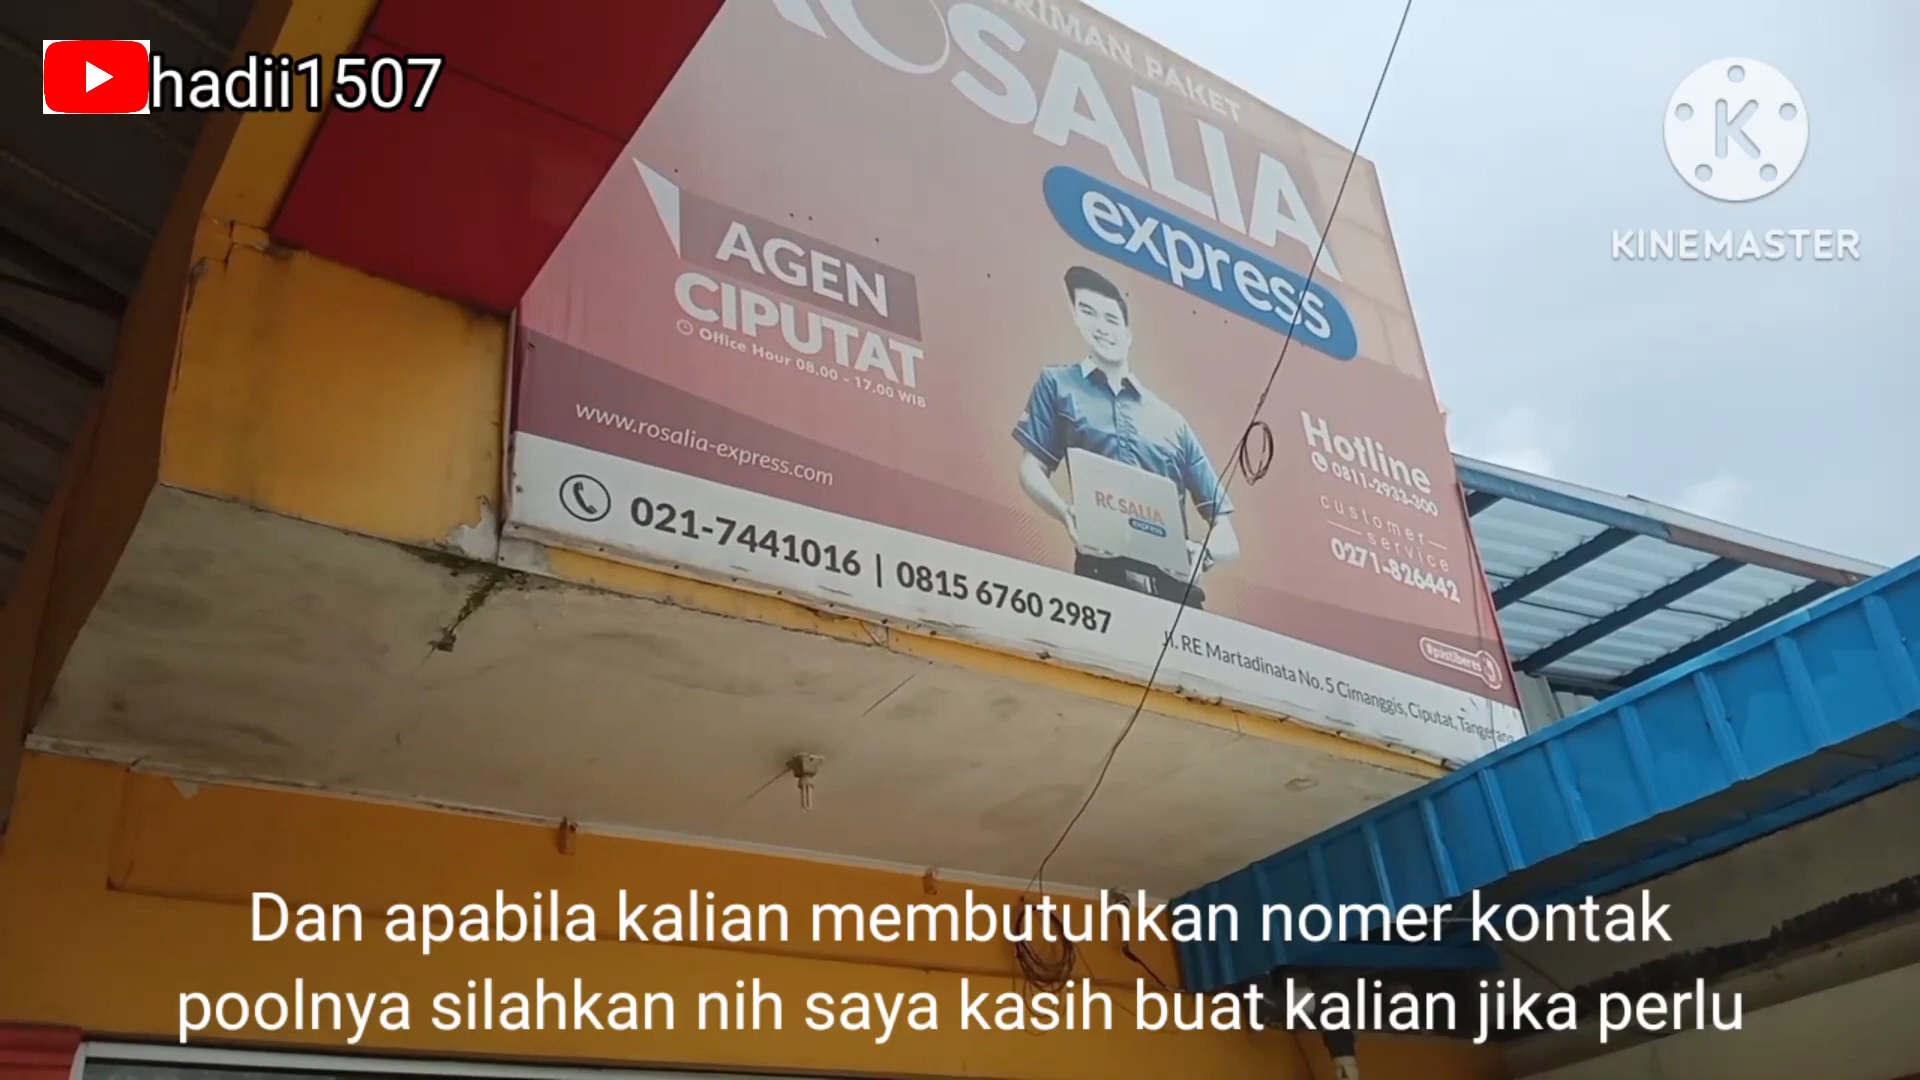 hadii1507
KINEMASTER
PAKET
ROSALIA
express
AGEN
CIPUTAT
Office Hour 08.00 - 17.00 WIB
www.rosalia-express.com
021-7441016 | 0815 6760 2987
Hotline
0811-2933-300
customer
service
0271-826442
ROSALIA
express
#pastiberes
Jl. RE Martadinata No. 5 Cimanggis, Ciputat, Tangerang
Dan apabila kalian membutuhkan nomer kontak
poolnya silahkan nih saya kasih buat kalian jika perlu